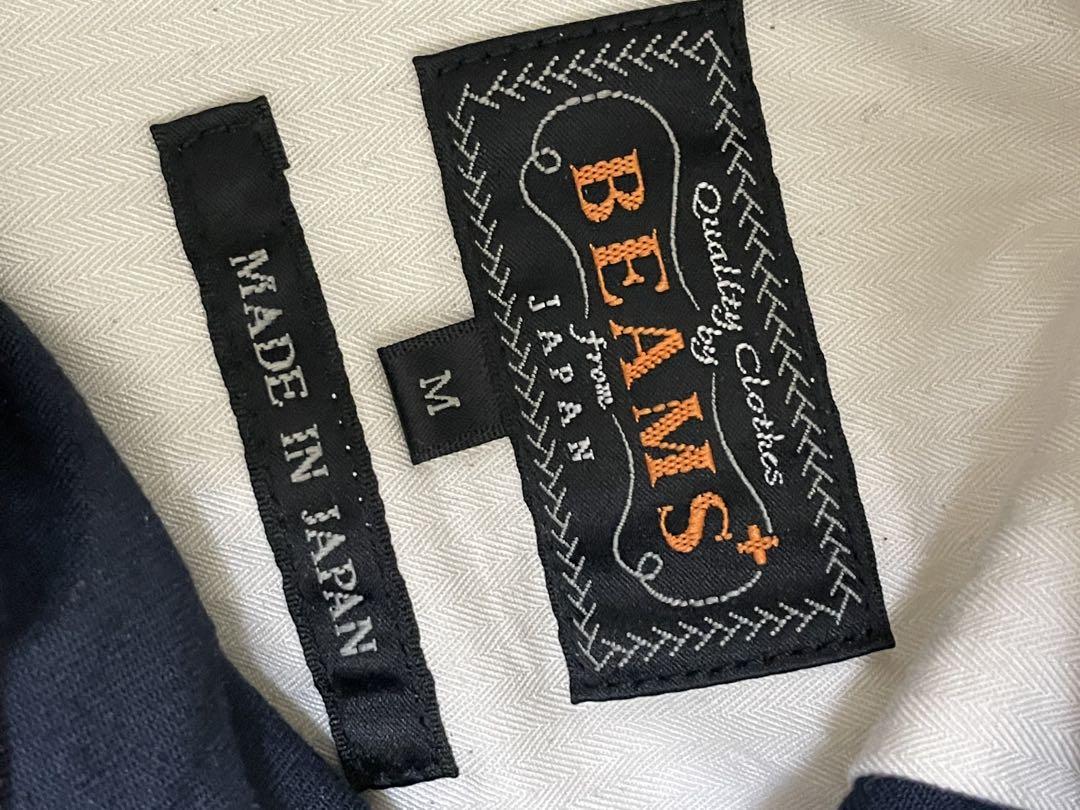 Quality Clothes
by
BEAMS+
from
JAPAN
M
MADE IN JAPAN